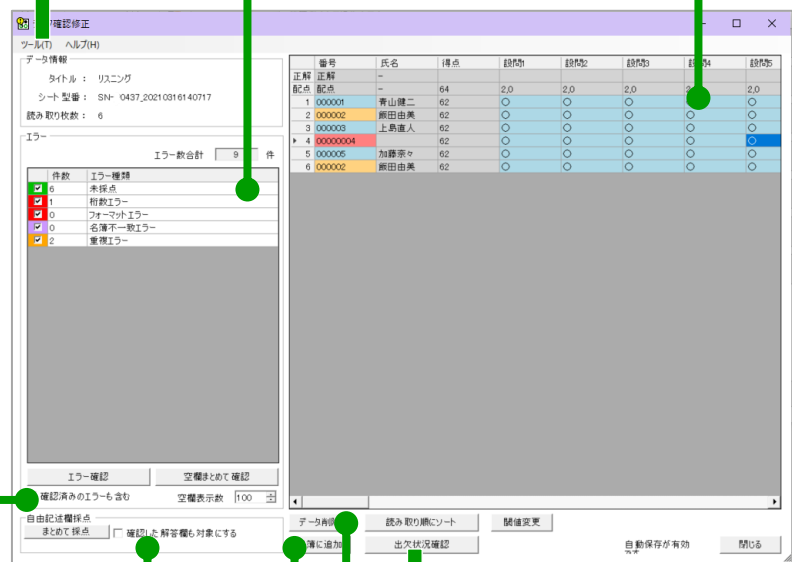 確認修正
ツール(T) ヘルプ(H)
データ情報
タイトル： リスニング
シート型番： SN- 0437_20210316140717
読み取り枚数： 6
エラー
エラー数合計 9 件
件数 エラー種類
6 未採点
1 桁数エラー
0 フォーマットエラー
0 名簿不一致エラー
2 重複エラー
エラー確認 空欄まとめて確認
確認済みのエラーも含む 空欄表示数 100
自由記述欄採点
まとめて採点 確認した解答欄も対象にする
番号 氏名 得点 設問1 設問2 設問3 設問4 設問5
正解 正解 -
配点 配点 - 64 2,0 2,0 2,0 2,0
1 000001 青山健二 62 ○ ○ ○ ○ ○
2 000002 飯田由美 62 ○ ○ ○ ○ ○
3 000003 上島直人 62 ○ ○ ○ ○ ○
4 00000004 62 ○ ○ ○ ○ ○
5 000005 加藤奈々 62 ○ ○ ○ ○ ○
6 000002 飯田由美 62 ○ ○ ○ ○ ○
データ削 読み取り順にソート 閾値変更
簿に追加 出欠状況確認 自動保存が有効 閉じる